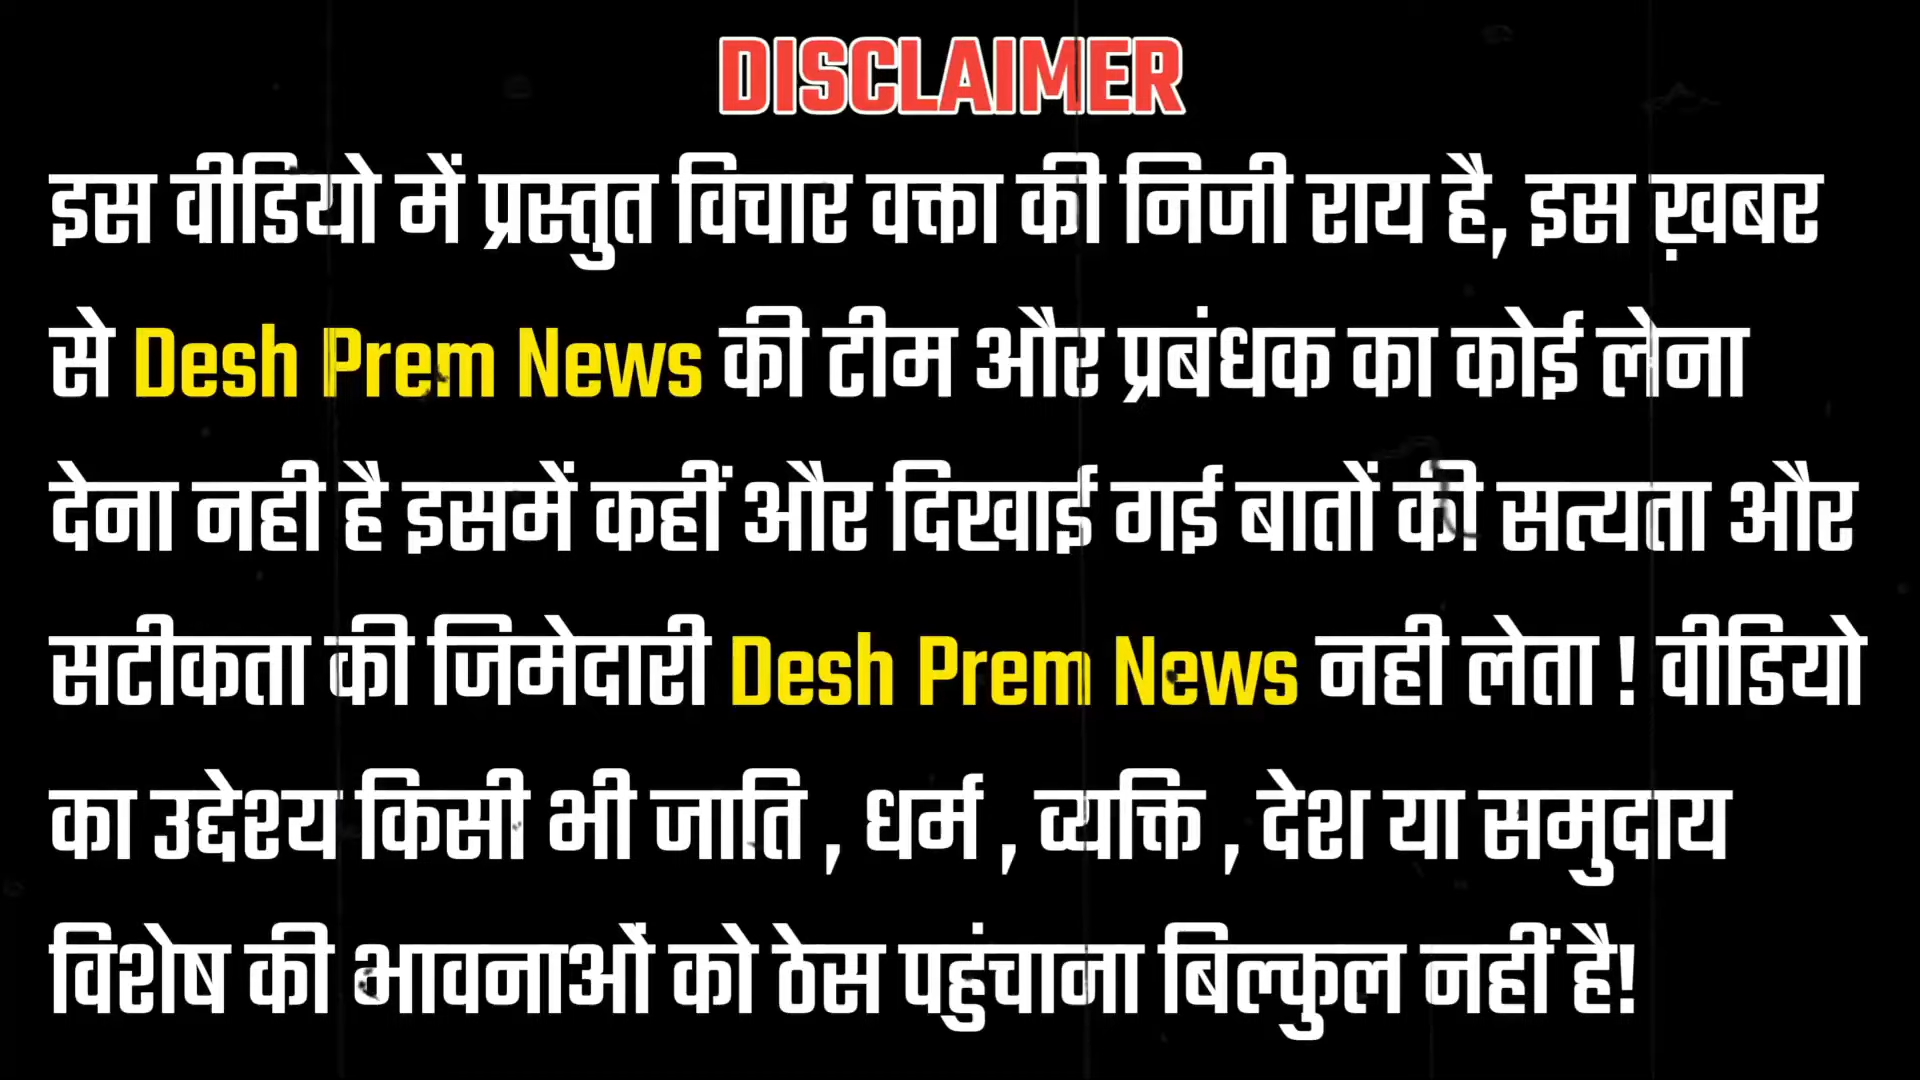 DISCLAIMER
इस वीडियो में प्रस्तुत विचार वक्ता की निजी राय है, इस ख़बर
से Desh Prem News की टीम और प्रबंधक का कोई लेना
देना नही है इसमें कहीं और दिखाई गई बातों की सत्यता और
सटीकता की जिमेदारी Desh Prem News नही लेता ! वीडियो
का उद्देश्य किसी भी जाति , धर्म , व्यक्ति , देश या समुदाय
विशेष की भावनाओं को ठेस पहुंचाना बिल्कुल नहीं है!